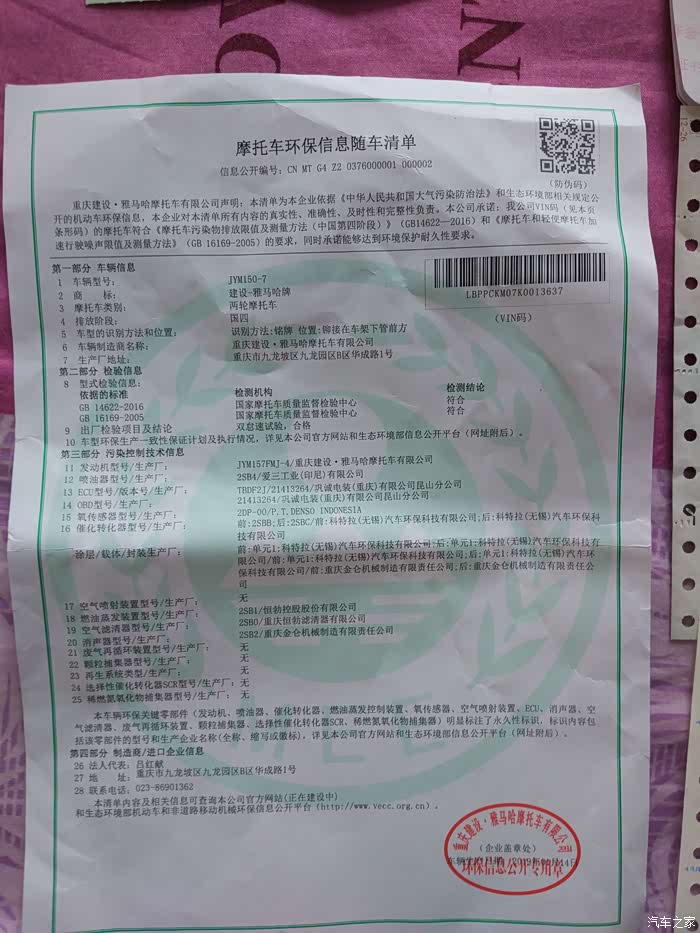 摩托车环保信息随车清单
信息公开编号: CN MT G4 Z2 0376000001 000002
(防伪码)
重庆建设·雅马哈摩托车有限公司声明：本清单为本企业依据《中华人民共和国大气污染防治法》和生态环境部相关规定公
开的机动车环保信息，本企业对本清单所有内容的真实性、准确性、及时性和完整性负责。本公司承诺：我公司VIN码（见本页
条形码）的摩托车符合《摩托车污染物排放限值及测量方法（中国第四阶段）》（GB14622-2016）和《摩托车和轻便摩托车加
速行驶噪声限值及测量方法》（GB 16169-2005）的要求，同时承诺能够达到环境保护耐久性要求。
第一部分 车辆信息
1 车辆型号: JYM150-7
2 商 标: 建设-雅马哈牌
3 摩托车类别: 两轮摩托车
4 排放阶段: 国四
5 车型的识别方法和位置: 识别方法:铭牌 位置:铆接在车架下管前方
6 车辆制造商名称: 重庆建设·雅马哈摩托车有限公司
7 生产厂地址: 重庆市九龙坡区九龙园区B区华成路1号
LBPPCKM07K0013637
(VIN码)
第二部分 检验信息
8 型式检验信息:
依据的标准 检测机构 检测结论
GB 14622-2016 国家摩托车质量监督检验中心 符合
GB 16169-2005 国家摩托车质量监督检验中心 符合
9 出厂检验项目及结论 双怠速试验, 合格
10 车型环保生产一致性保证计划及执行情况，详见本公司官方网站和生态环境部信息公开平台（网址附后）。
第三部分 污染控制技术信息
11 发动机型号/生产厂: JYM157FMJ-4/重庆建设·雅马哈摩托车有限公司
12 喷油器型号/生产厂: 2SB4/爱三工业(印尼)有限公司
13 ECU型号/版本号/生产厂: TBDF2J/21413264/巩诚电装(重庆)有限公司昆山分公司
14 OBD型号/生产厂: 21413264/巩诚电装(重庆)有限公司昆山分公司
15 氧传感器型号/生产厂: 2DP-00/P.T.DENSO INDONESIA
16 催化转化器型号/生产厂: 前:2SBB;后:2SBC/前:科特拉(无锡)汽车环保科技有限公司;后:科特拉(无锡)汽车环保科
技有限公司
涂层/载体/封装生产厂: 前:单元1:科特拉(无锡)汽车环保科技有限公司;后:单元1:科特拉(无锡)汽车环保科技有
限公司/前:单元1:科特拉(无锡)汽车环保科技有限公司;后:单元1:科特拉(无锡)汽车环
保科技有限公司/前:重庆金仑机械制造有限责任公司;后:重庆金仑机械制造有限责任公
司
17 空气喷射装置型号/生产厂: 无
18 燃油蒸发装置型号/生产厂: 2SB1/恒勃控股股份有限公司
19 空气滤清器型号/生产厂: 2SB0/重庆恒勃滤清器有限公司
20 消声器型号/生产厂: 2SB2/重庆金仑机械制造有限责任公司
21 废气再循环装置型号/生产厂: 无
22 颗粒捕集器型号/生产厂: 无
23 再生系统类型/生产厂: 无
24 选择性催化转化器SCR型号/生产厂: 无
25 稀燃氮氧化物捕集器型号/生产厂: 无
本车辆环保关键零部件（发动机、喷油器、催化转化器、燃油蒸发控制装置、氧传感器、空气喷射装置、ECU、消声器、空
气滤清器、废气再循环装置、颗粒捕集器、选择性催化转化器SCR、稀燃氮氧化物捕集器）明显标注了永久性标识，标识内容包
括该零部件的型号和生产企业名称(全称、缩写或徽标)，详见本公司官方网站和生态环境部信息公开平台（网址附后）。
第四部分 制造商/进口企业信息
26 法人代表: 吕红献
27 地 址: 重庆市九龙坡区九龙园区B区华成路1号
28 联系电话: 023-86901362
本清单内容及相关信息可查询本公司官方网站(正在建设中)
和生态环境部机动车和非道路移动机械环保信息公开平台（http://www.vecc.org.cn）。
重庆建设·雅马哈摩托车有限公司
(企业盖章处)
环保信息公开专用章
汽车之家